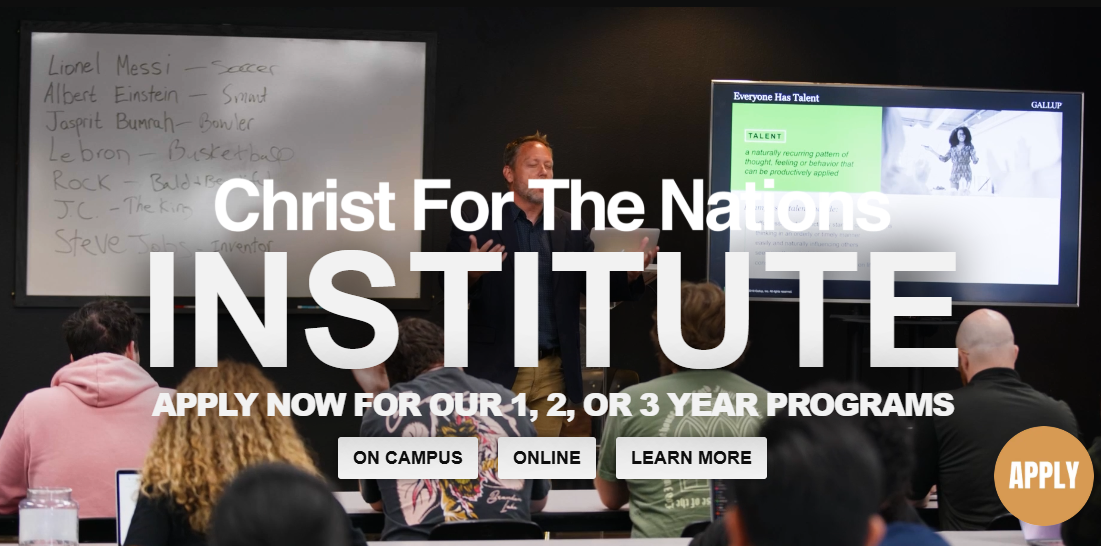 Lionel Messi — Soccer
Albert Einstein - Smart
Jasprit Bumrah - Bowler
Lebron - Basketball
Rock - Bald +
J.C. - The King
Steve Jobs - Inventor
Everyone Has Talent
GALLUP
TALENT
a naturally recurring pattern of
thought, feeling or behavior that
can be productively applied
Christ For The Nations
INSTITUTE
APPLY NOW FOR OUR 1, 2, OR 3 YEAR PROGRAMS
ON CAMPUS
ONLINE
LEARN MORE
APPLY